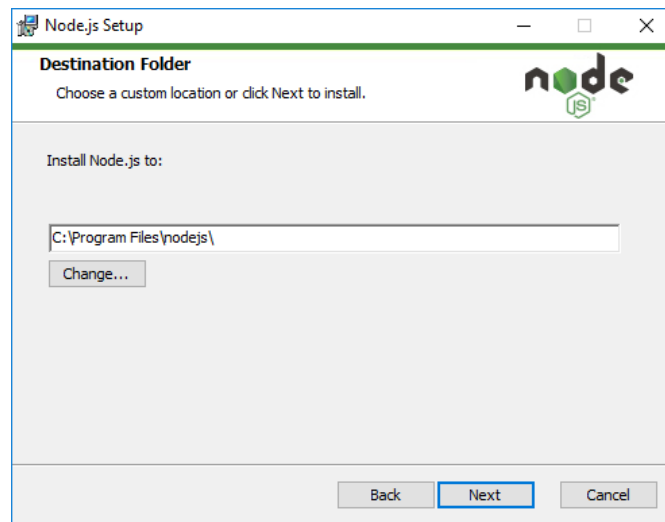 Node.js Setup
Destination Folder
Choose a custom location or click Next to install.
node
JS
Install Node.js to:
C:\Program Files\nodejs\
Change...
Back
Next
Cancel